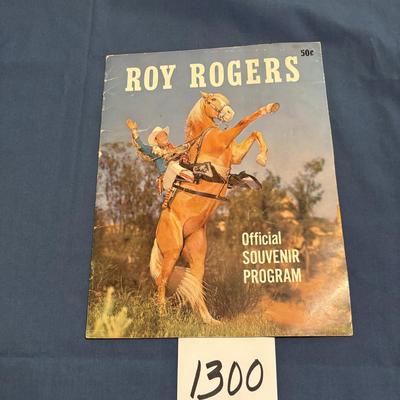 50¢
ROY ROGERS
Official
SOUVENIR
PROGRAM
1300